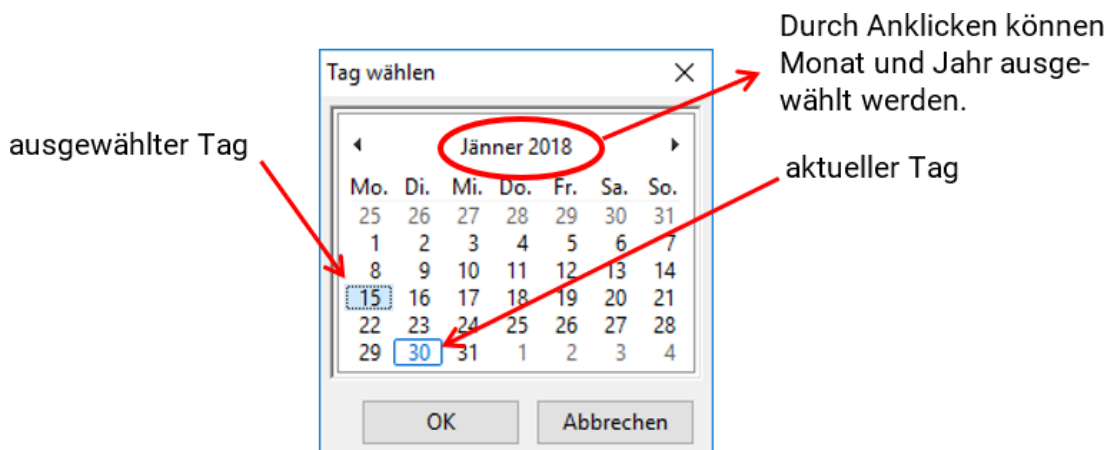 Durch Anklicken können
Monat und Jahr ausge-
wählt werden.
Tag wählen
ausgewählter Tag
Jänner 2018
aktueller Tag
Mo. Di. Mi. Do. Fr. Sa. So.
25 26 27 28 29 30 31
1 2 3 4 5 6 7
8 9 10 11 12 13 14
15 16 17 18 19 20 21
22 23 24 25 26 27 28
29 30 31 1 2 3 4
OK Abbrechen